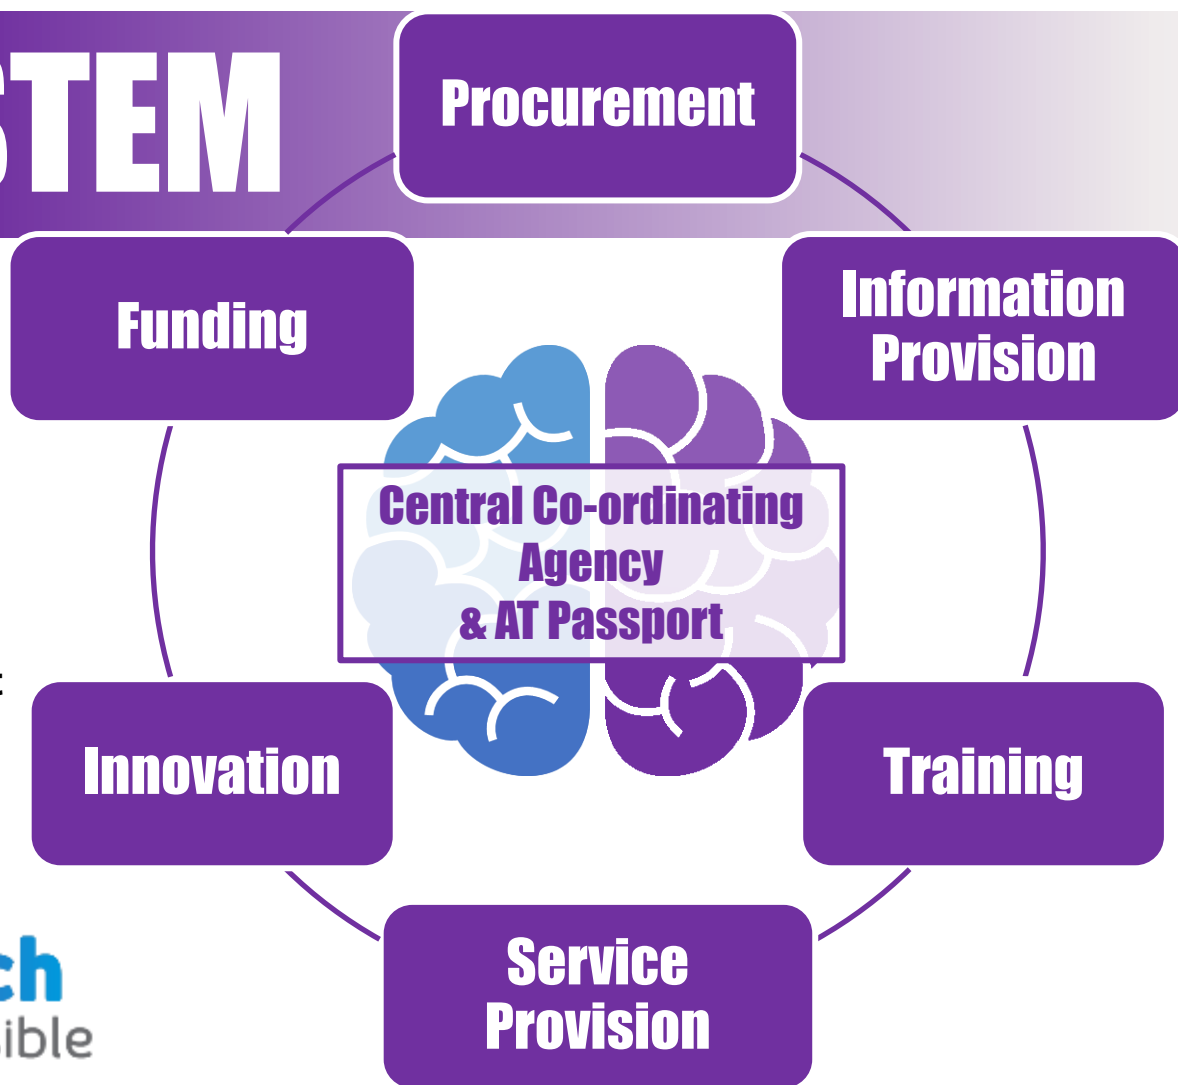 STEM
Procurement
Funding
Information
Provision
Central Co-ordinating
Agency
& AT Passport
Innovation
Training
Service
Provision
ch
ible